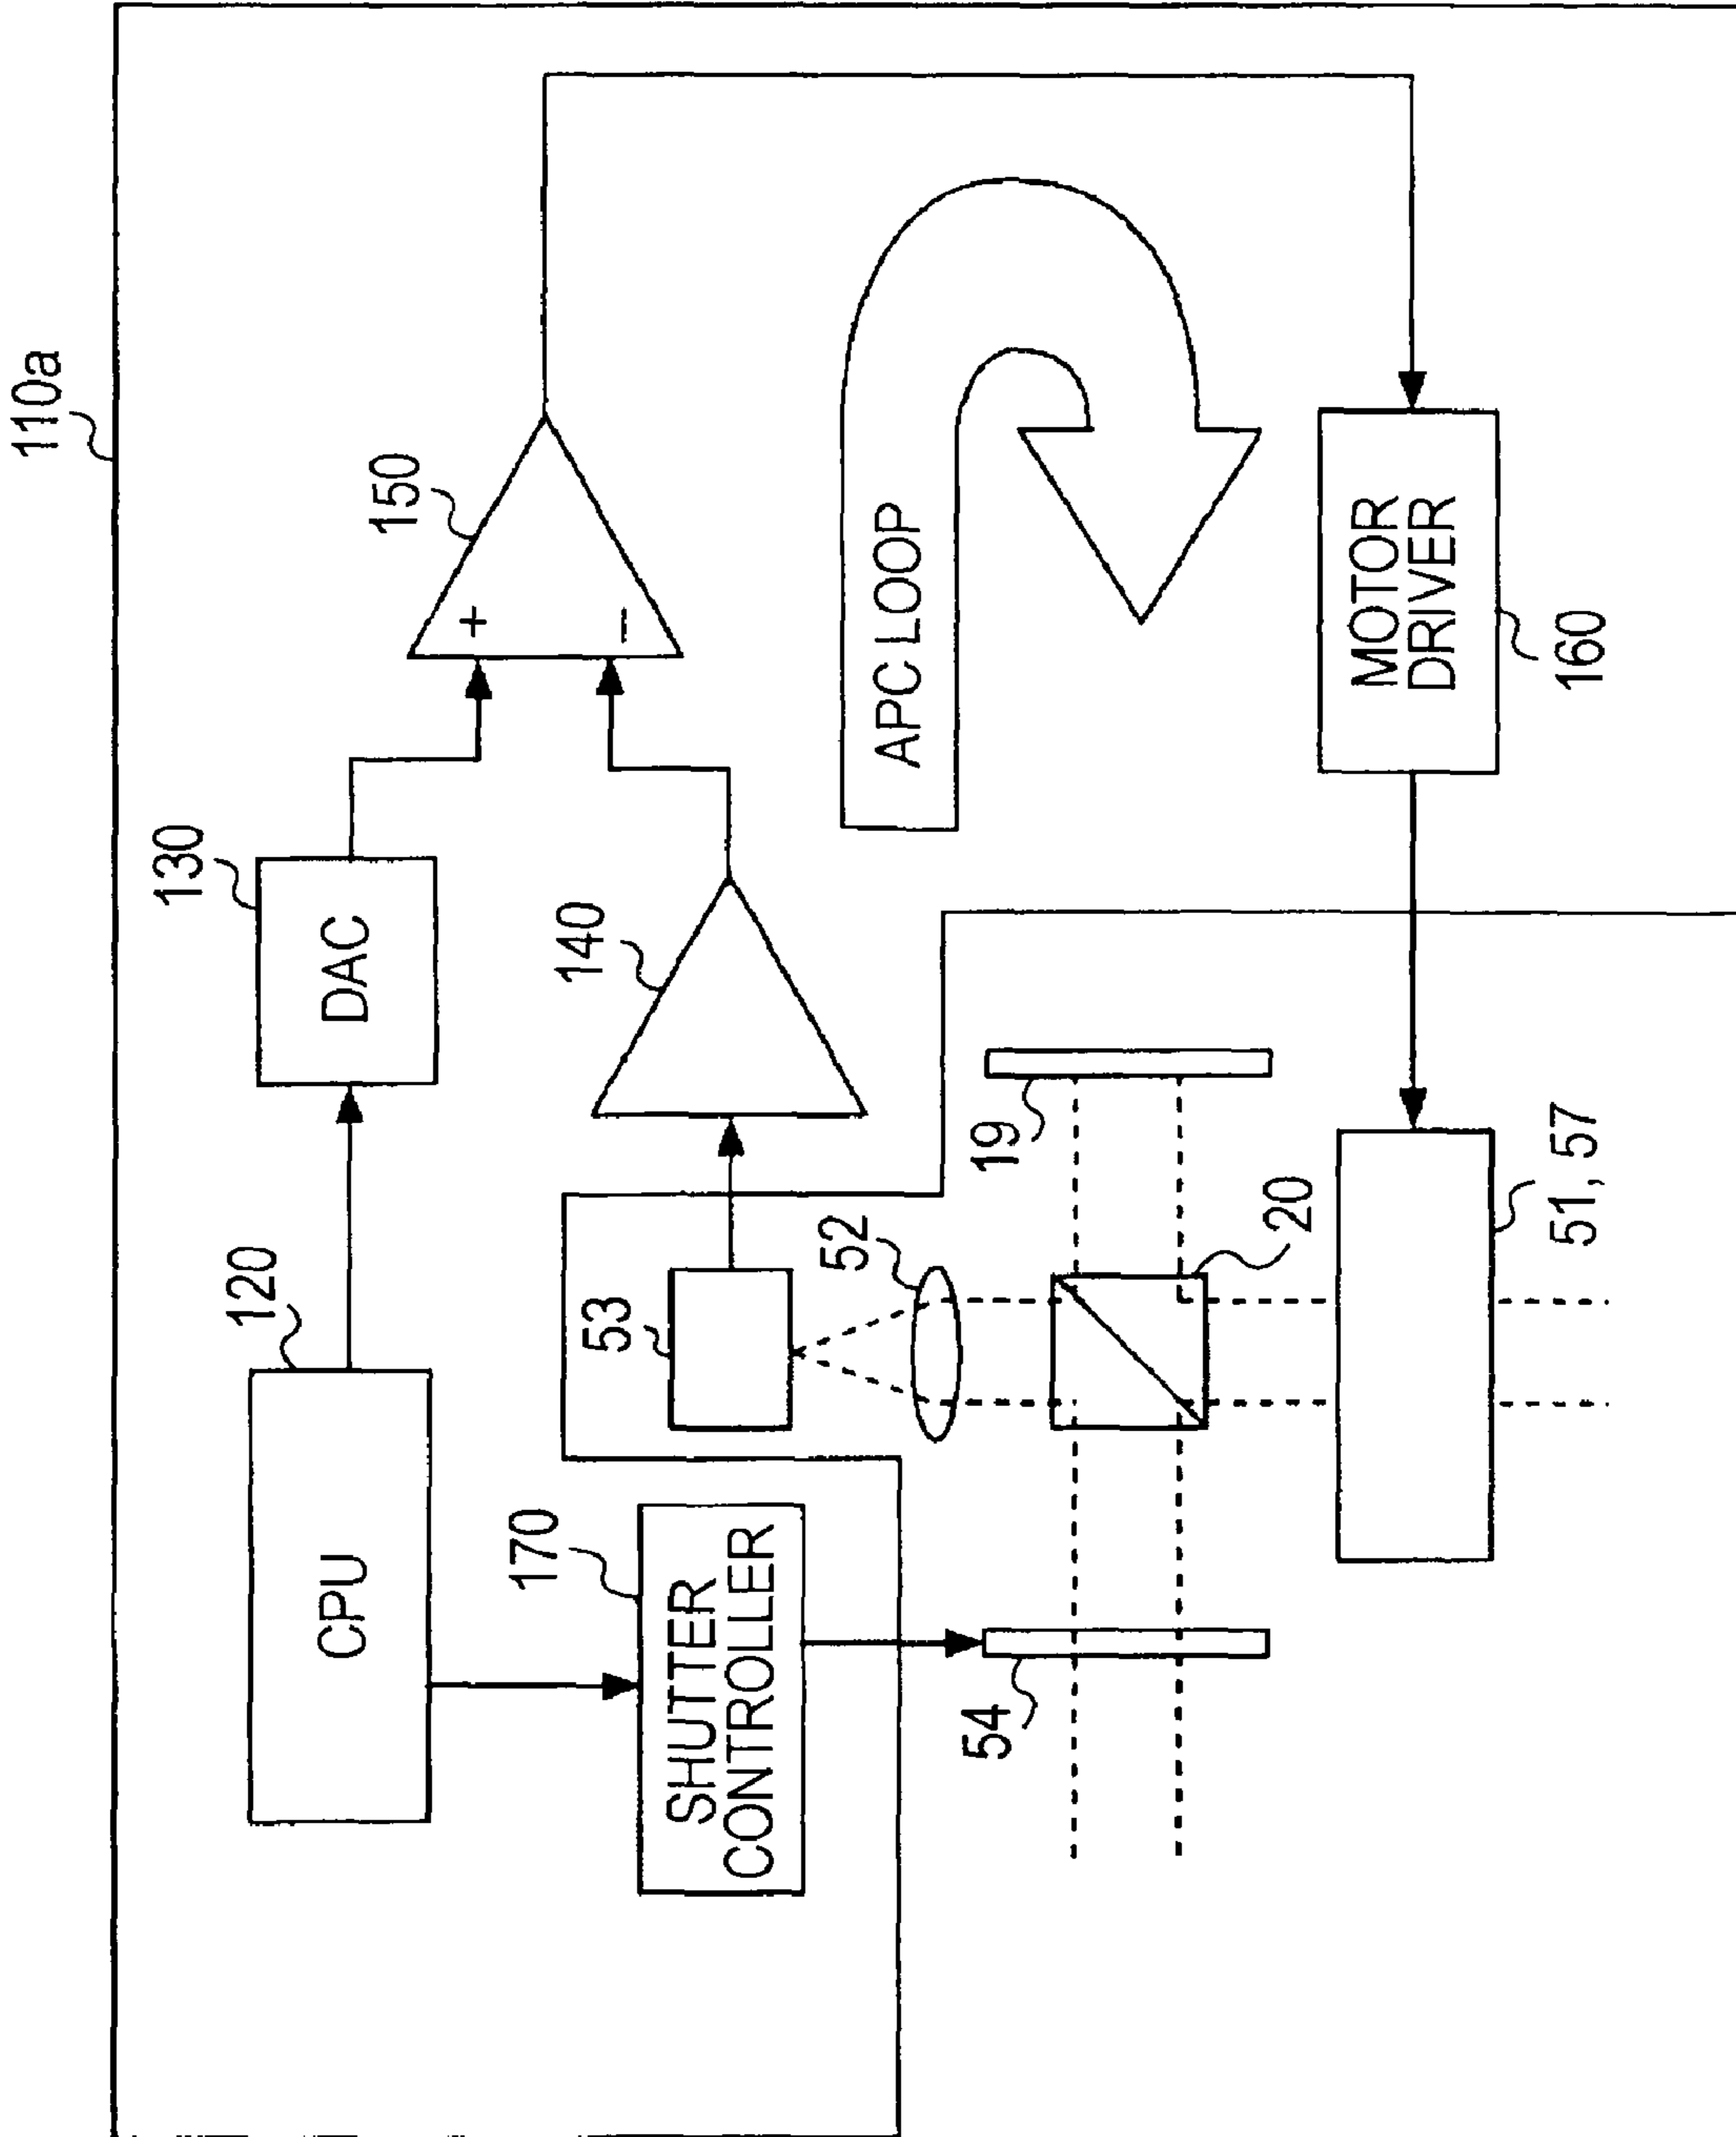 110a
120
CPU
130
DAC
150
+
−
140
170
SHUTTER
CONTROLLER
53
52
APC LOOP
54
19
20
51, 57
MOTOR
DRIVER
160